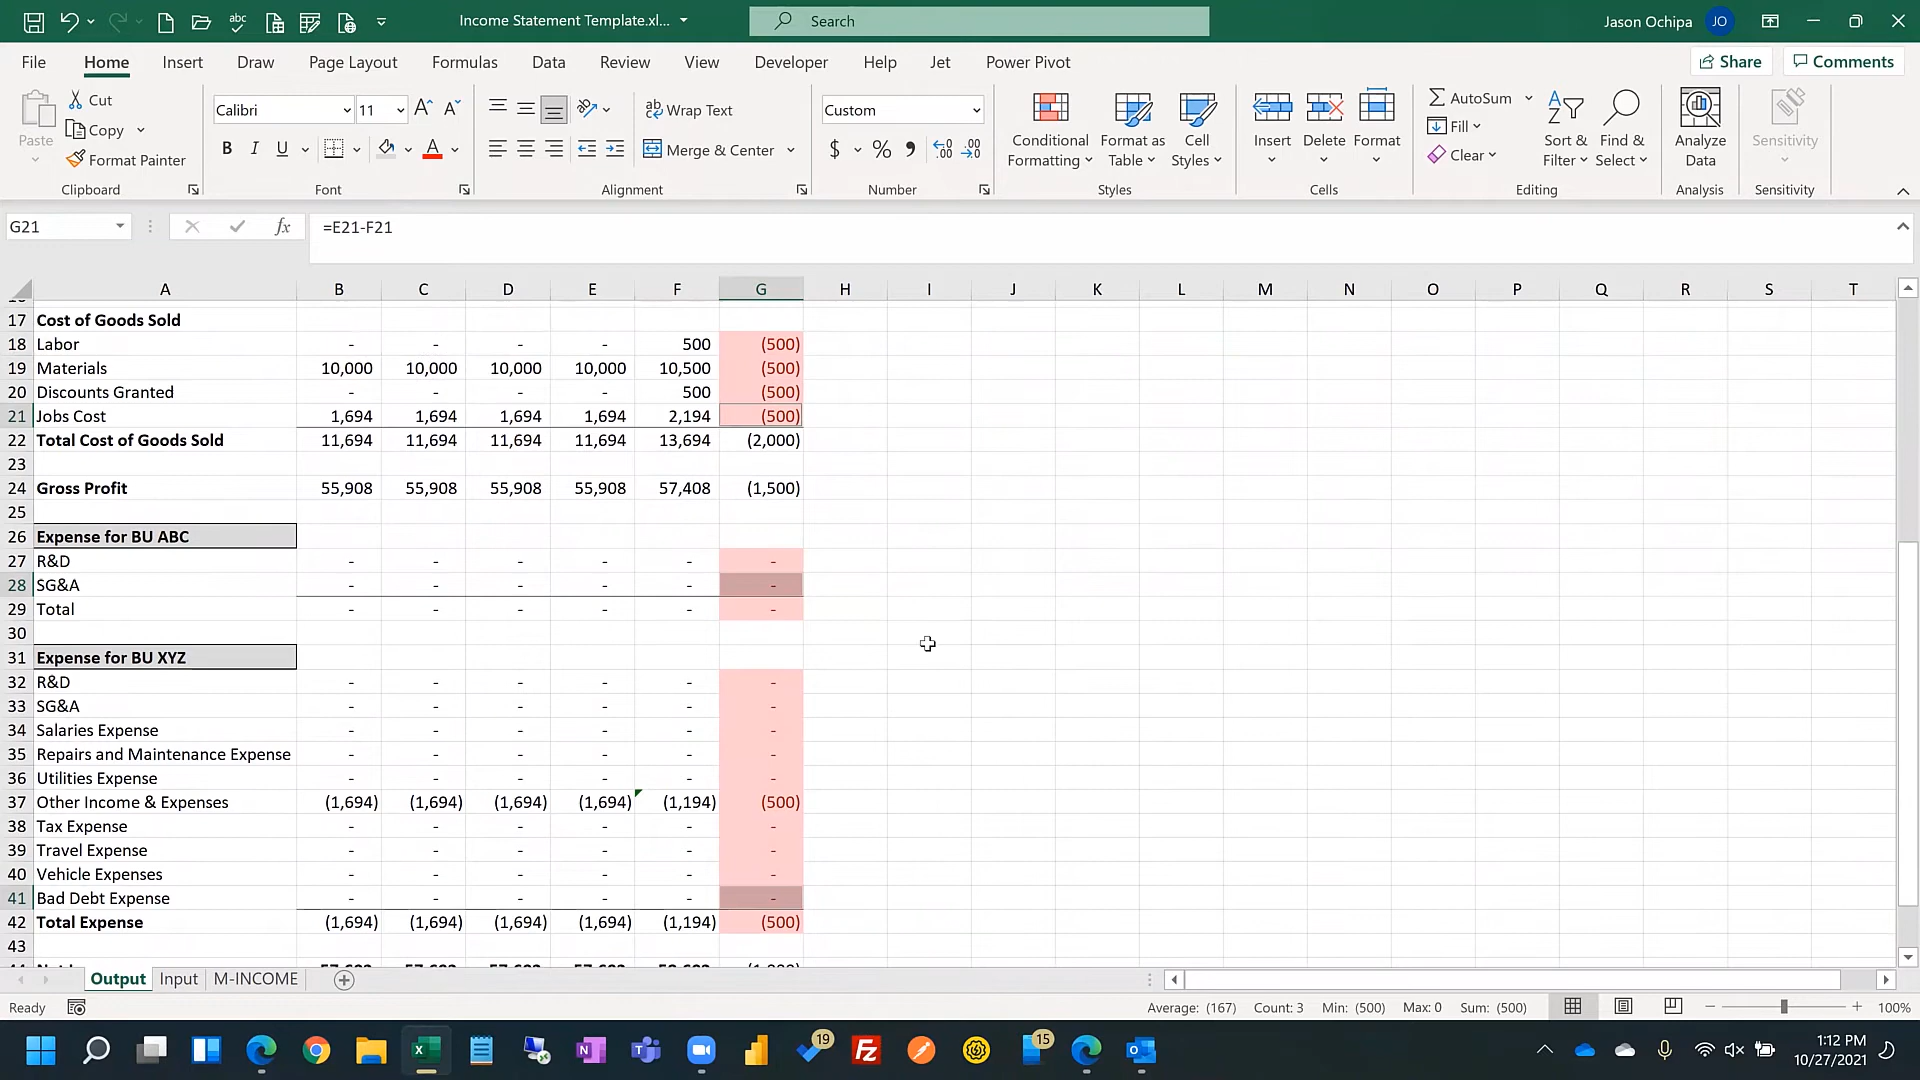 Income Statement Template.xl...
Search
Jason Ochipa JO
File Home Insert Draw Page Layout Formulas Data Review View Developer Help Jet Power Pivot Share Comments
Paste
Cut
Copy
Format Painter
Clipboard
Calibri 11
B I U
Font
Wrap Text
Merge & Center
Alignment
Custom
$ % ,
Number
Conditional Formatting
Format as Table
Cell Styles
Styles
Insert Delete Format
Cells
AutoSum
Fill
Clear
Sort & Filter
Find & Select
Editing
Analyze Data
Analysis
Sensitivity
Sensitivity
G21 fx =E21-F21
A B C D E F G H I J K L M N O P Q R S T
17 Cost of Goods Sold
18 Labor - - - - 500 (500)
19 Materials 10,000 10,000 10,000 10,000 10,500 (500)
20 Discounts Granted - - - - 500 (500)
21 Jobs Cost 1,694 1,694 1,694 1,694 2,194 (500)
22 Total Cost of Goods Sold 11,694 11,694 11,694 11,694 13,694 (2,000)
23
24 Gross Profit 55,908 55,908 55,908 55,908 57,408 (1,500)
25
26 Expense for BU ABC
27 R&D - - - - - -
28 SG&A - - - - - -
29 Total - - - - - -
30
31 Expense for BU XYZ
32 R&D - - - - - -
33 SG&A - - - - - -
34 Salaries Expense - - - - - -
35 Repairs and Maintenance Expense - - - - - -
36 Utilities Expense - - - - - -
37 Other Income & Expenses (1,694) (1,694) (1,694) (1,694) (1,194) (500)
38 Tax Expense - - - - - -
39 Travel Expense - - - - - -
40 Vehicle Expenses - - - - - -
41 Bad Debt Expense - - - - - -
42 Total Expense (1,694) (1,694) (1,694) (1,694) (1,194) (500)
43
Output Input M-INCOME
Ready Average: (167) Count: 3 Min: (500) Max: 0 Sum: (500) 100%
19 15
1:12 PM
10/27/2021